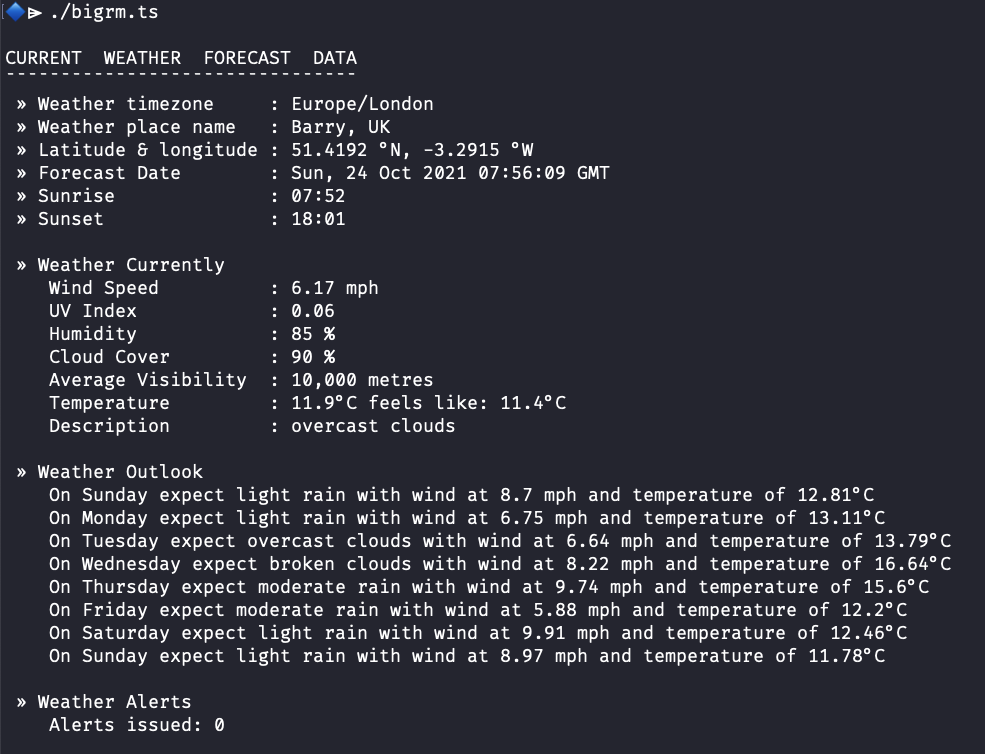 ./bigrm.ts
CURRENT  WEATHER  FORECAST  DATA
--------------------------------
» Weather timezone     : Europe/London
» Weather place name   : Barry, UK
» Latitude & longitude : 51.4192 °N, -3.2915 °W
» Forecast Date        : Sun, 24 Oct 2021 07:56:09 GMT
» Sunrise              : 07:52
» Sunset               : 18:01
» Weather Currently
Wind Speed          : 6.17 mph
UV Index            : 0.06
Humidity            : 85 %
Cloud Cover         : 90 %
Average Visibility  : 10,000 metres
Temperature         : 11.9°C feels like: 11.4°C
Description         : overcast clouds
» Weather Outlook
On Sunday expect light rain with wind at 8.7 mph and temperature of 12.81°C
On Monday expect light rain with wind at 6.75 mph and temperature of 13.11°C
On Tuesday expect overcast clouds with wind at 6.64 mph and temperature of 13.79°C
On Wednesday expect broken clouds with wind at 8.22 mph and temperature of 16.64°C
On Thursday expect moderate rain with wind at 9.74 mph and temperature of 15.6°C
On Friday expect moderate rain with wind at 5.88 mph and temperature of 12.2°C
On Saturday expect light rain with wind at 9.91 mph and temperature of 12.46°C
On Sunday expect light rain with wind at 8.97 mph and temperature of 11.78°C
» Weather Alerts
Alerts issued: 0